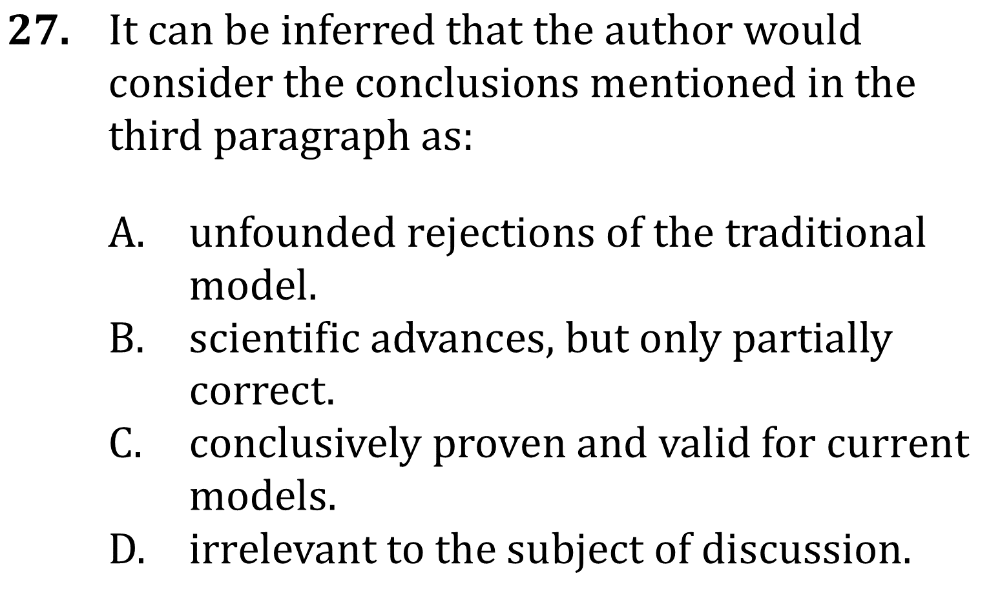 27. It can be inferred that the author would
consider the conclusions mentioned in the
third paragraph as:
A. unfounded rejections of the traditional
model.
B. scientific advances, but only partially
correct.
C. conclusively proven and valid for current
models.
D. irrelevant to the subject of discussion.